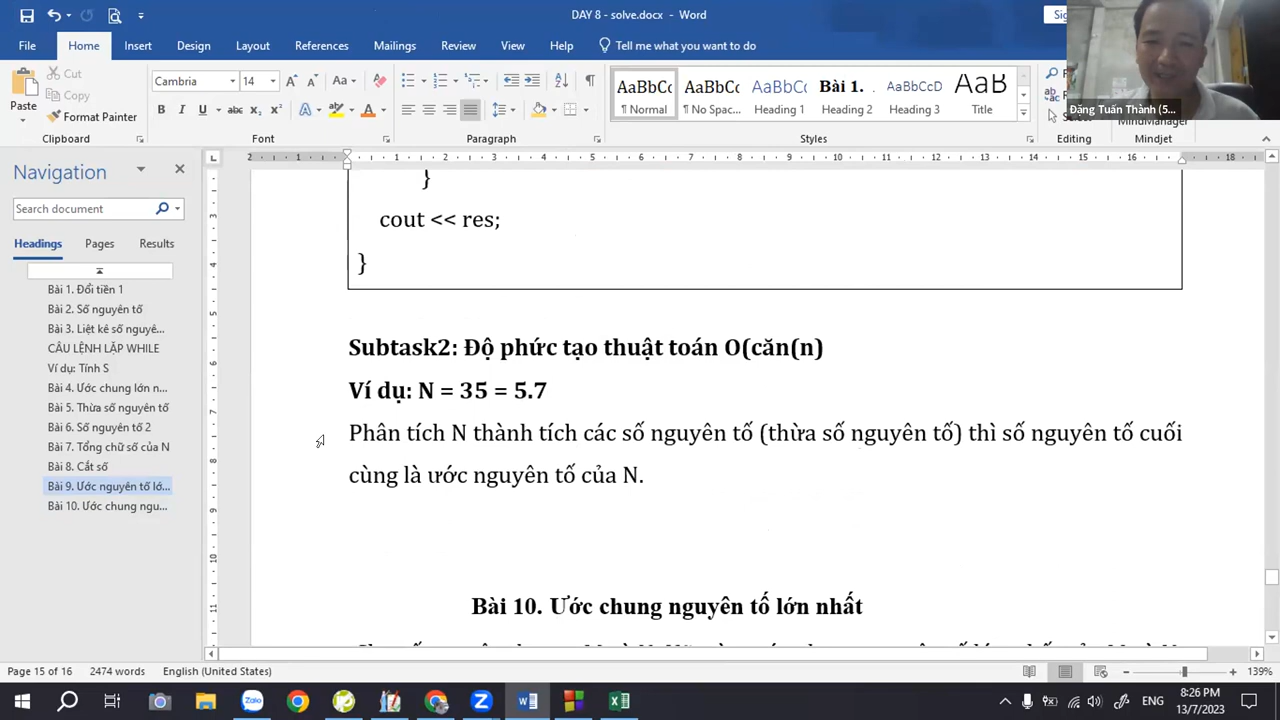 DAY 8 - solve.docx - Word
File Home Insert Design Layout References Mailings Review View Help Tell me what you want to do
Paste
Cut
Copy
Format Painter
Clipboard
Cambria 14
Font
Paragraph
AaBbCc AaBbCc AaBbCc Bài 1. AaBbCcD AaB
¶ Normal ¶ No Spac... Heading 1 Heading 2 Heading 3 Title
Styles
Editing
MindManager
Mindjet
Đặng Tuấn Thành (5...
Navigation
Search document
Headings Pages Results
Bài 1. Đổi tiền 1
Bài 2. Số nguyên tố
Bài 3. Liệt kê số nguyê...
CÂU LỆNH LẶP WHILE
Ví dụ: Tính S
Bài 4. Ước chung lớn n...
Bài 5. Thừa số nguyên tố
Bài 6. Số nguyên tố 2
Bài 7. Tổng chữ số của N
Bài 8. Cắt số
Bài 9. Ước nguyên tố lớ...
Bài 10. Ước chung ngu...
}
cout << res;
}
Subtask2: Độ phức tạo thuật toán O(căn(n)
Ví dụ: N = 35 = 5.7
Phân tích N thành tích các số nguyên tố (thừa số nguyên tố) thì số nguyên tố cuối
cùng là ước nguyên tố của N.
Bài 10. Ước chung nguyên tố lớn nhất
Page 15 of 16 2474 words English (United States) 139%
ENG
8:26 PM
13/7/2023